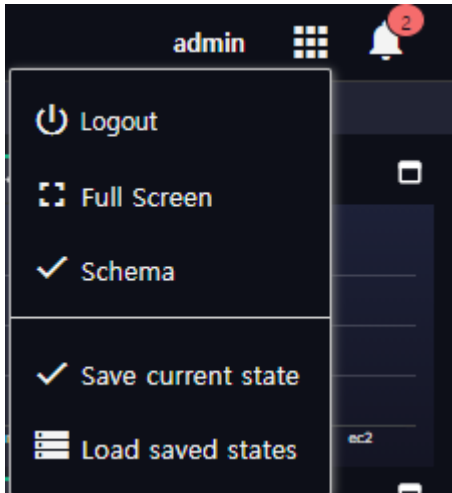 admin
2
Logout
Full Screen
Schema
Save current state
ec2
Load saved states